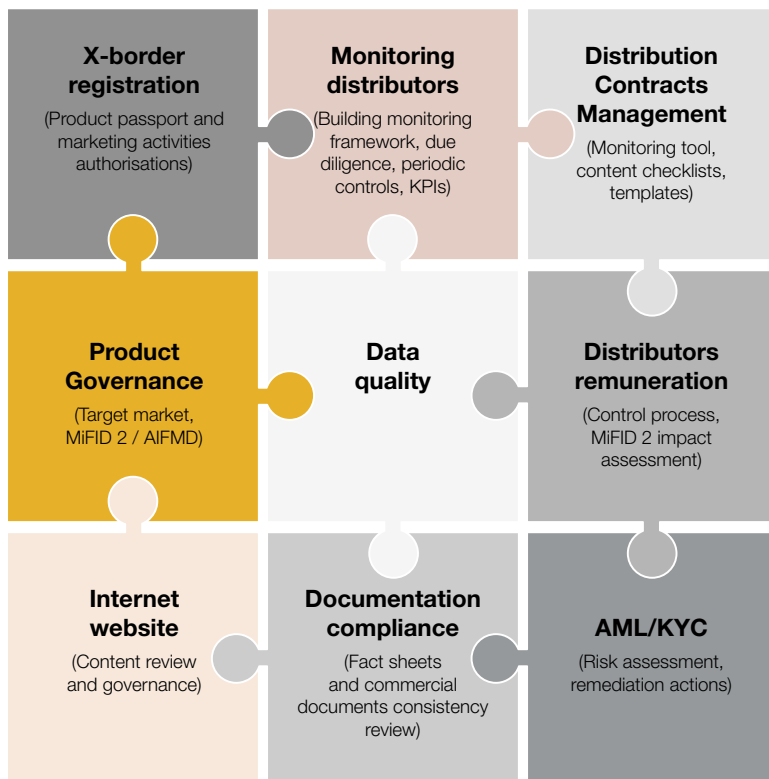 X-border
registration
(Product passport and
marketing activities
authorisations)
Monitoring
distributors
(Building monitoring
framework, due
diligence, periodic
controls, KPIs)
Distribution
Contracts
Management
(Monitoring tool,
content checklists,
templates)
Product
Governance
(Target market,
MiFID 2 / AIFMD)
Data
quality
Distributors
remuneration
(Control process,
MiFID 2 impact
assessment)
Internet
website
(Content review
and governance)
Documentation
compliance
(Fact sheets
and commercial
documents consistency
review)
AML/KYC
(Risk assessment,
remediation actions)